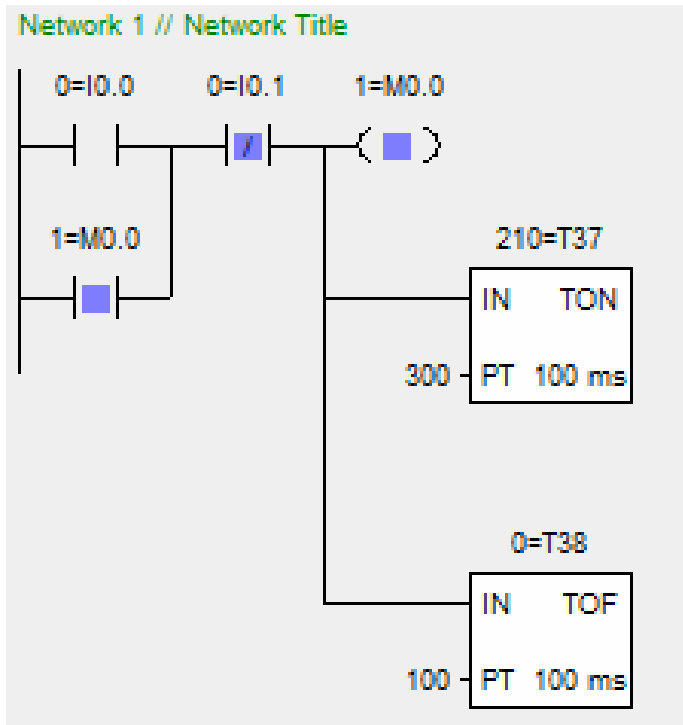 Network 1 // Network Title
0=I0.0 0=I0.1 1=M0.0
/
1=M0.0
210=T37
IN TON
300 PT 100 ms
0=T38
IN TOF
100 PT 100 ms